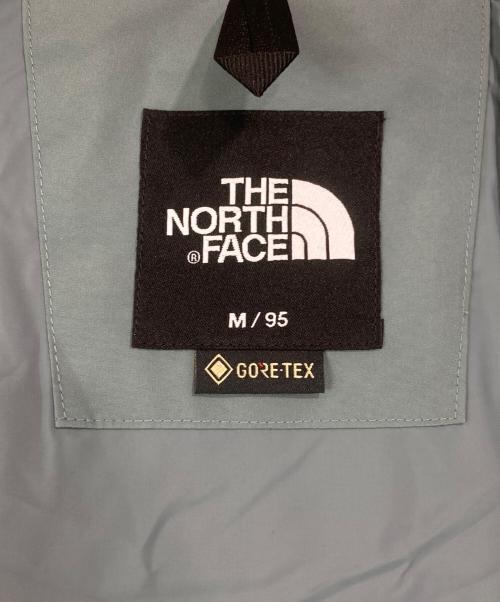 THE
NORTH
® FACE
M / 95
GORE-TEX